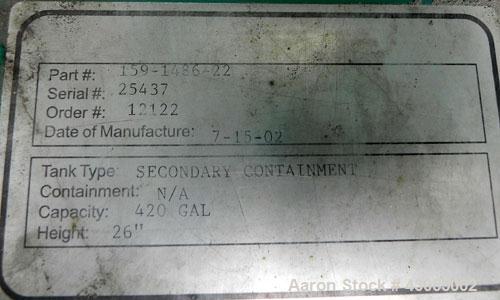 Part #: 159-1486-22
Serial#: 25437
Order #: 12122
Date of Manufacture: 7-15-02
Tank Type: SECONDARY CONTAINMENT
Containment: N/A
Capacity: 420 GAL
Height: 26"
Aaron Stock # 48000002